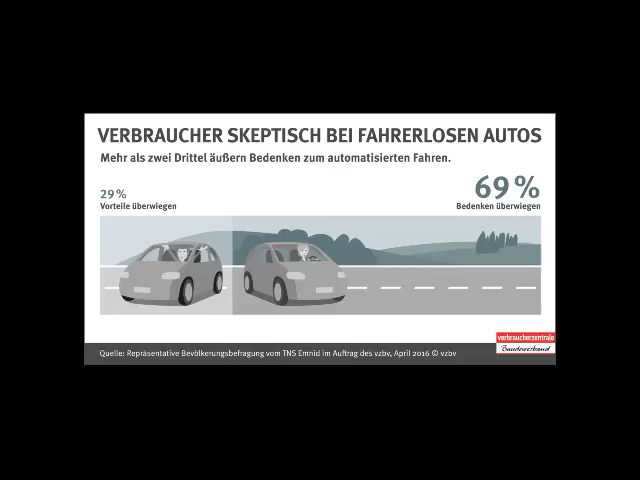 VERBRAUCHER SKEPTISCH BEI FAHRERLOSEN AUTOS
Mehr als zwei Drittel äußern Bedenken zum automatisierten Fahren.
29 %
Vorteile überwiegen
69 %
Bedenken überwiegen
verbraucherzentrale
Bundesverband
Quelle: Repräsentative Bevölkerungsbefragung vom TNS Emnid im Auftrag des vzbv, April 2016 © vzbv